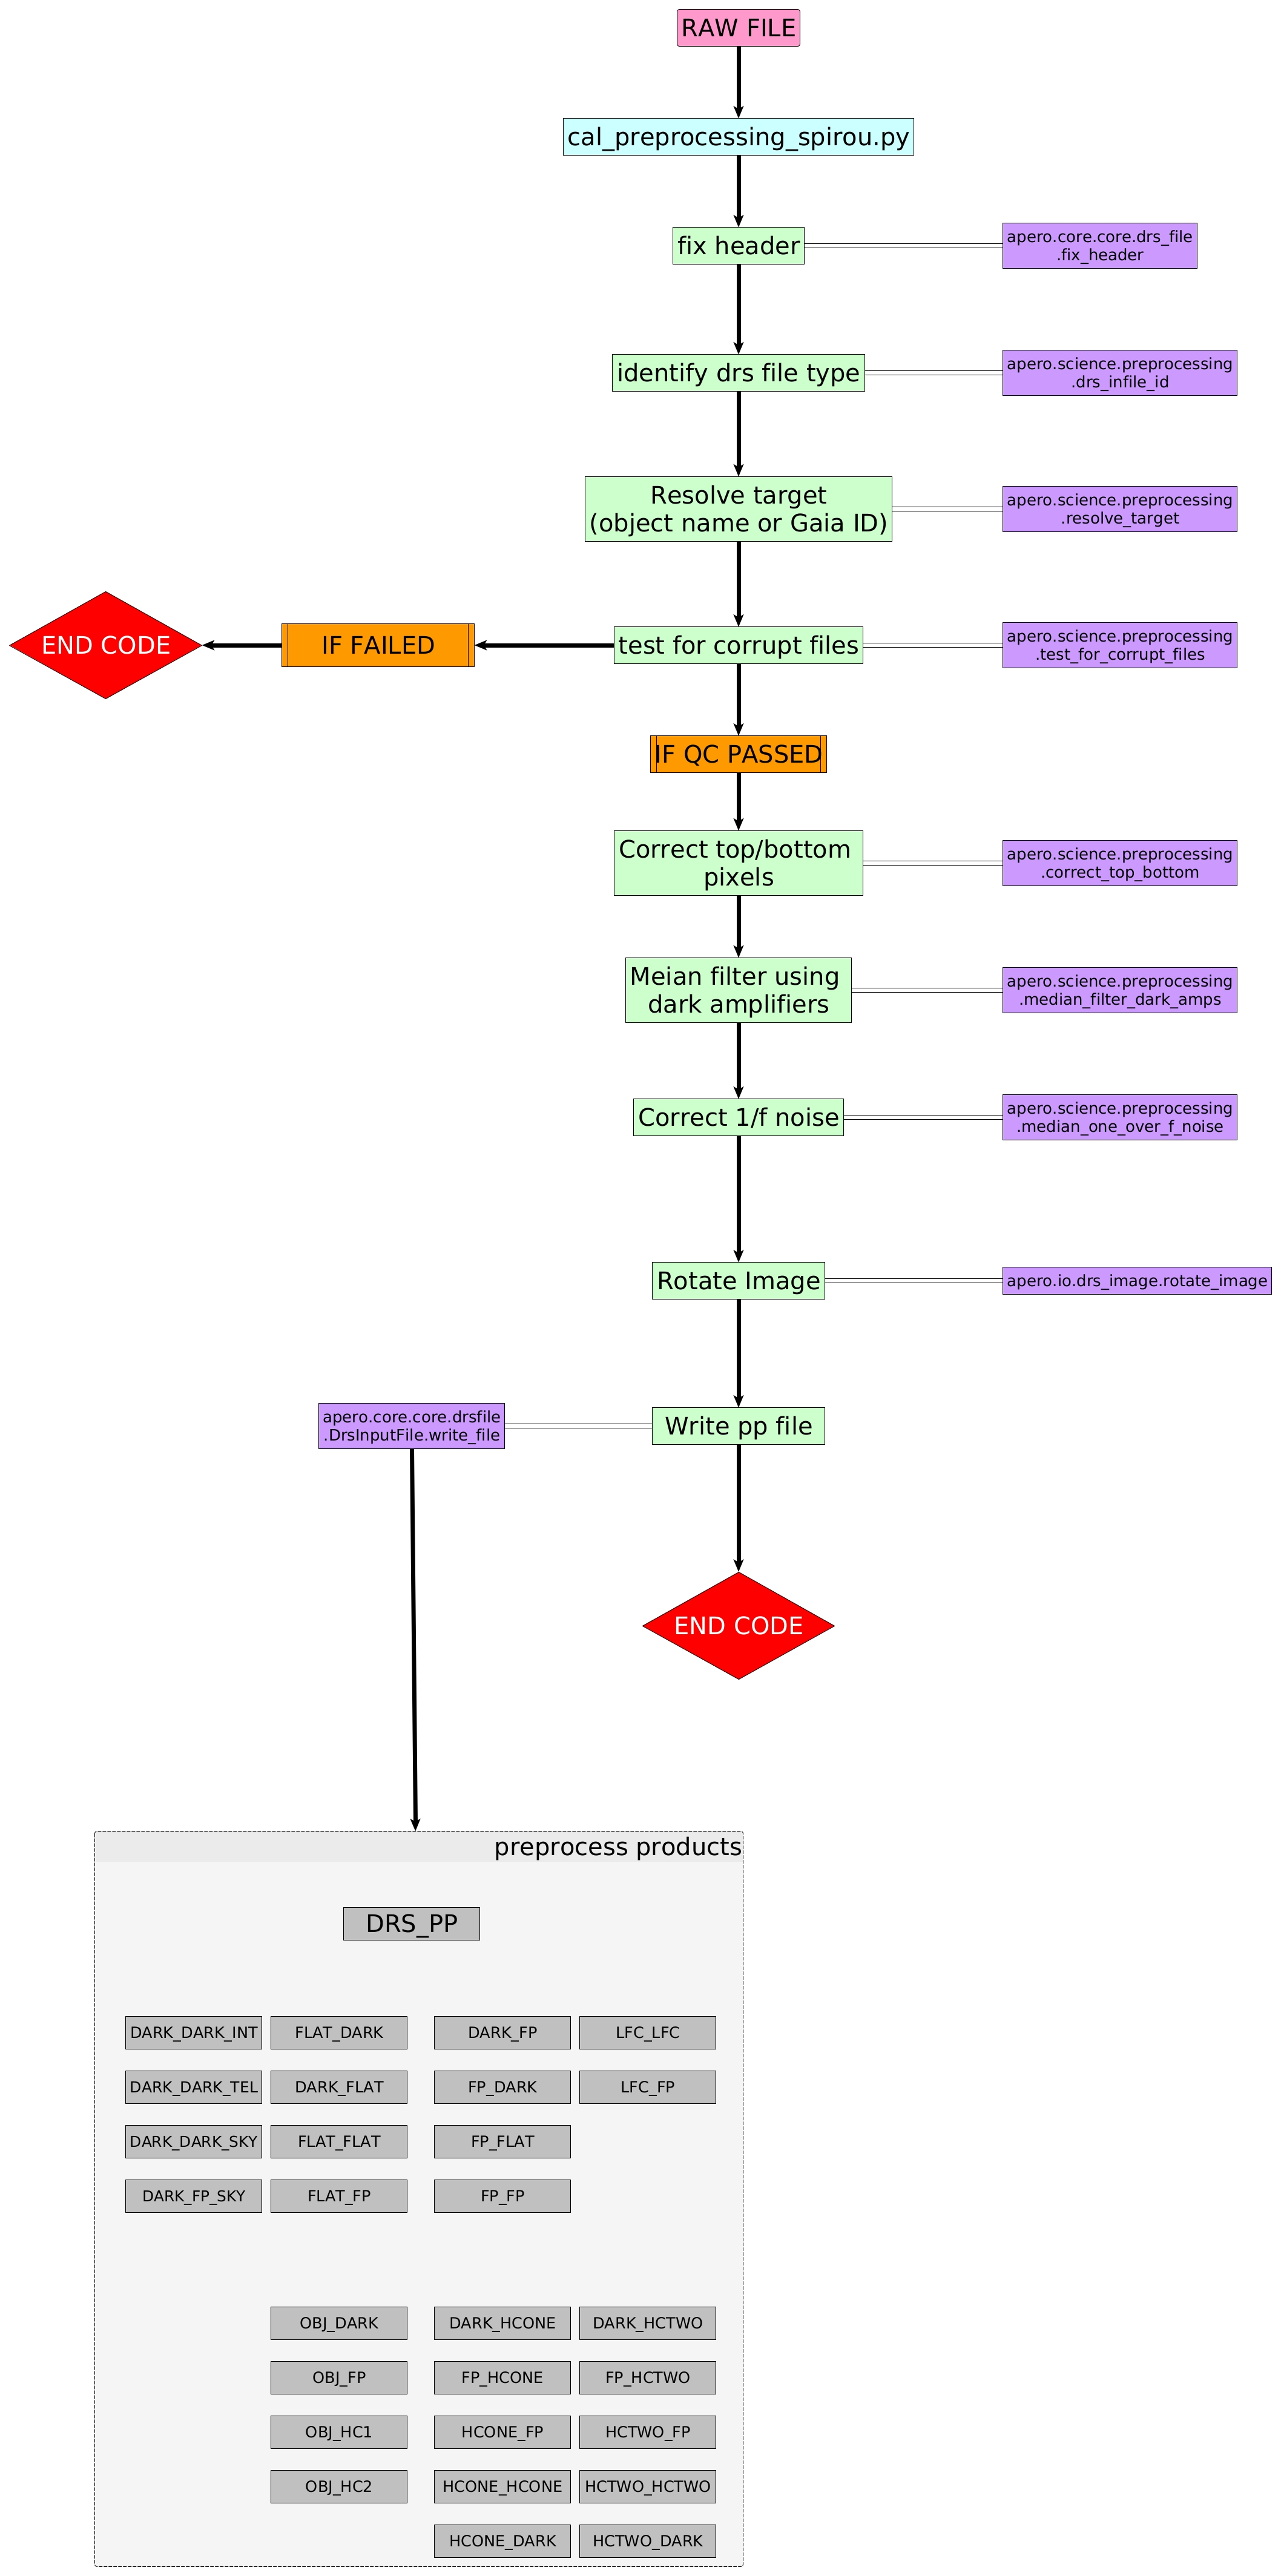 RAW FILE
cal_preprocessing_spirou.py
fix header
apero.core.core.drs_file
.fix_header
identify drs file type
apero.science.preprocessing
.drs_infile_id
Resolve target
(object name or Gaia ID)
apero.science.preprocessing
.resolve_target
END CODE
IF FAILED
test for corrupt files
apero.science.preprocessing
.test_for_corrupt_files
IF QC PASSED
Correct top/bottom
pixels
apero.science.preprocessing
.correct_top_bottom
Meian filter using
dark amplifiers
apero.science.preprocessing
.median_filter_dark_amps
Correct 1/f noise
apero.science.preprocessing
.median_one_over_f_noise
Rotate Image
apero.io.drs_image.rotate_image
apero.core.core.drsfile
.DrsInputFile.write_file
Write pp file
END CODE
preprocess products
DRS_PP
DARK_DARK_INT FLAT_DARK DARK_FP LFC_LFC
DARK_DARK_TEL DARK_FLAT FP_DARK LFC_FP
DARK_DARK_SKY FLAT_FLAT FP_FLAT
DARK_FP_SKY FLAT_FP FP_FP
OBJ_DARK DARK_HCONE DARK_HCTWO
OBJ_FP FP_HCONE FP_HCTWO
OBJ_HC1 HCONE_FP HCTWO_FP
OBJ_HC2 HCONE_HCONE HCTWO_HCTWO
HCONE_DARK HCTWO_DARK